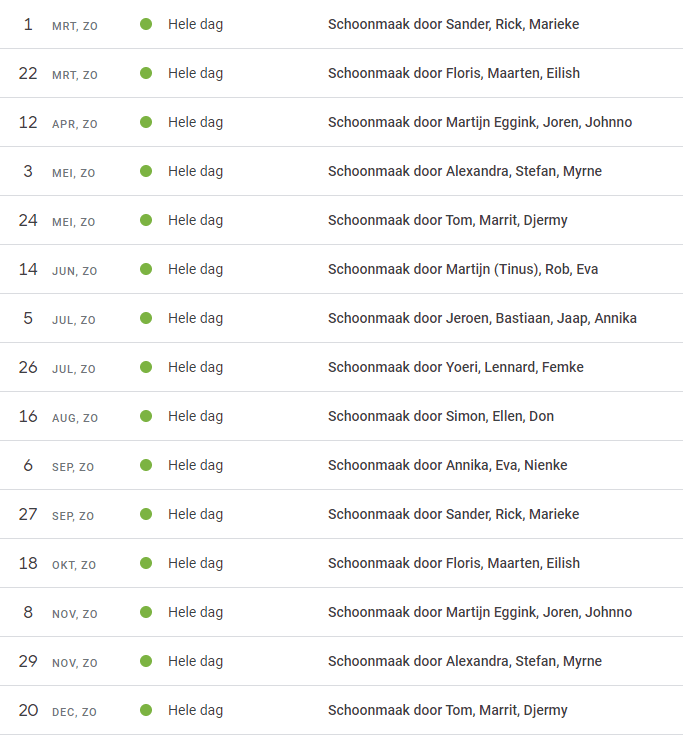 1 MRT, ZO Hele dag Schoonmaak door Sander, Rick, Marieke
22 MRT, ZO Hele dag Schoonmaak door Floris, Maarten, Eilish
12 APR, ZO Hele dag Schoonmaak door Martijn Eggink, Joren, Johnno
3 MEI, ZO Hele dag Schoonmaak door Alexandra, Stefan, Myrne
24 MEI, ZO Hele dag Schoonmaak door Tom, Marrit, Djermy
14 JUN, ZO Hele dag Schoonmaak door Martijn (Tinus), Rob, Eva
5 JUL, ZO Hele dag Schoonmaak door Jeroen, Bastiaan, Jaap, Annika
26 JUL, ZO Hele dag Schoonmaak door Yoeri, Lennard, Femke
16 AUG, ZO Hele dag Schoonmaak door Simon, Ellen, Don
6 SEP, ZO Hele dag Schoonmaak door Annika, Eva, Nienke
27 SEP, ZO Hele dag Schoonmaak door Sander, Rick, Marieke
18 OKT, ZO Hele dag Schoonmaak door Floris, Maarten, Eilish
8 NOV, ZO Hele dag Schoonmaak door Martijn Eggink, Joren, Johnno
29 NOV, ZO Hele dag Schoonmaak door Alexandra, Stefan, Myrne
20 DEC, ZO Hele dag Schoonmaak door Tom, Marrit, Djermy